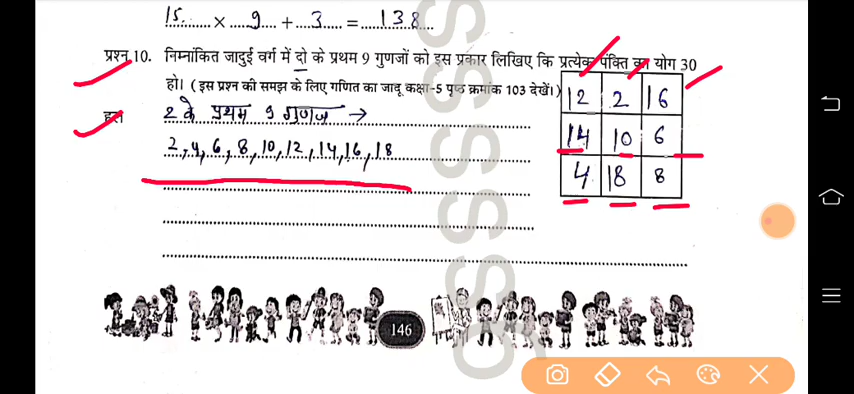 15 × 9 + 3 = 138
प्रश्न 10. निम्नांकित जादुई वर्ग में दो के प्रथम 9 गुणजों को इस प्रकार लिखिए कि प्रत्येक पंक्ति का योग 30
हो। (इस प्रश्न की समझ के लिए गणित का जादू कक्षा-5 पृष्ठ क्रमांक 103 देखें।)
12 2 16
हल 2 के प्रथम 9 गुणज →
14 10 6
2, 4, 6, 8, 10, 12, 14, 16, 18
4 18 8
146